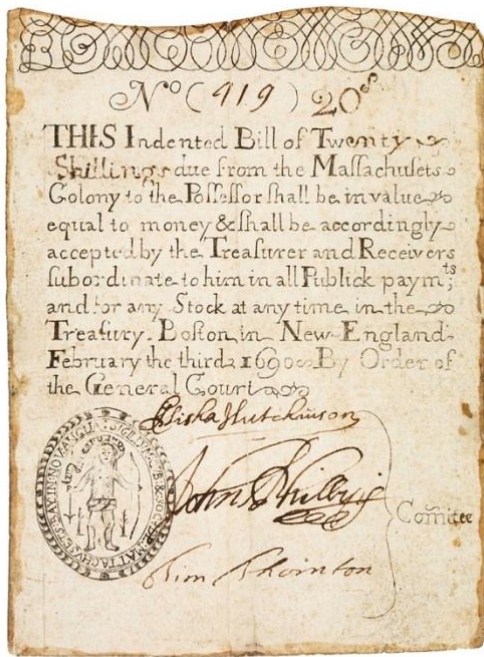 No (919) 20s
THIS Indented Bill of Twenty
Shillings due from the Maſſachuſets
Colony to the Poſſeſſor ſhall be in value
equal to money & ſhall be accordingly
accepted by the Treaſurer and Receivers
ſubordinate to him in all Publick paymts;
and for any Stock at any time in the
Treaſury. Boſton in New-England
February the third 1690 By Order of
the General Court
Elisha Hutchinson
John Phillips
Tim Thornton
Comitee